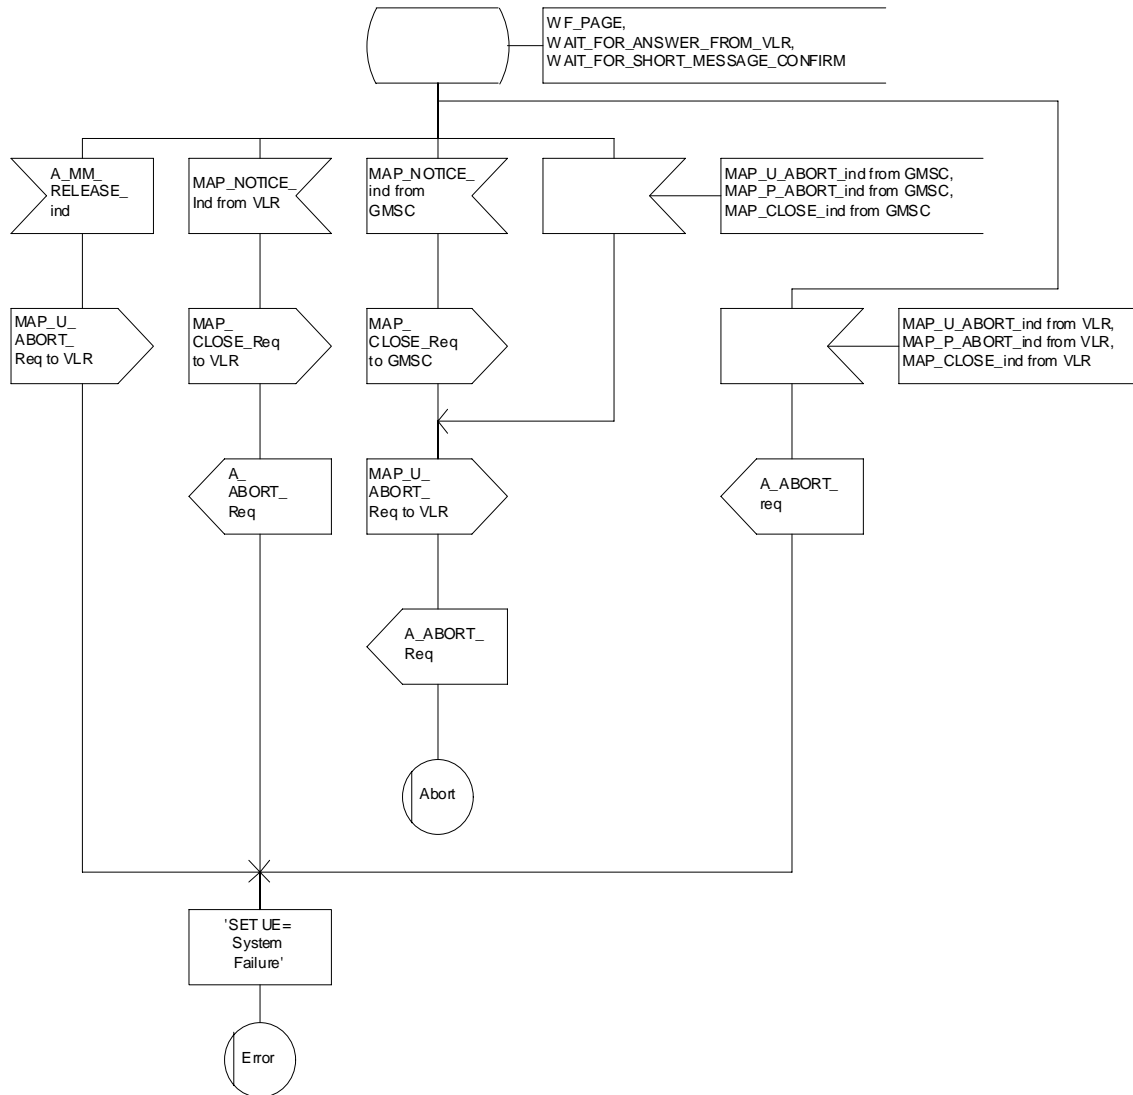 WF_PAGE,
WAIT_FOR_ANSWER_FROM_VLR,
WAIT_FOR_SHORT_MESSAGE_CONFIRM
A_MM_
RELEASE_
ind
MAP_NOTICE_
Ind from VLR
MAP_NOTICE_
ind from
GMSC
MAP_U_ABORT_ind from GMSC,
MAP_P_ABORT_ind from GMSC,
MAP_CLOSE_ind from GMSC
MAP_U_
ABORT_
Req to VLR
MAP_
CLOSE_Req
to VLR
MAP_
CLOSE_Req
to GMSC
MAP_U_ABORT_ind from VLR,
MAP_P_ABORT_ind from VLR,
MAP_CLOSE_ind from VLR
A_
ABORT_
Req
MAP_U_
ABORT_
Req to VLR
A_ABORT_
req
A_ABORT_
Req
Abort
'SET UE=
System
Failure'
Error